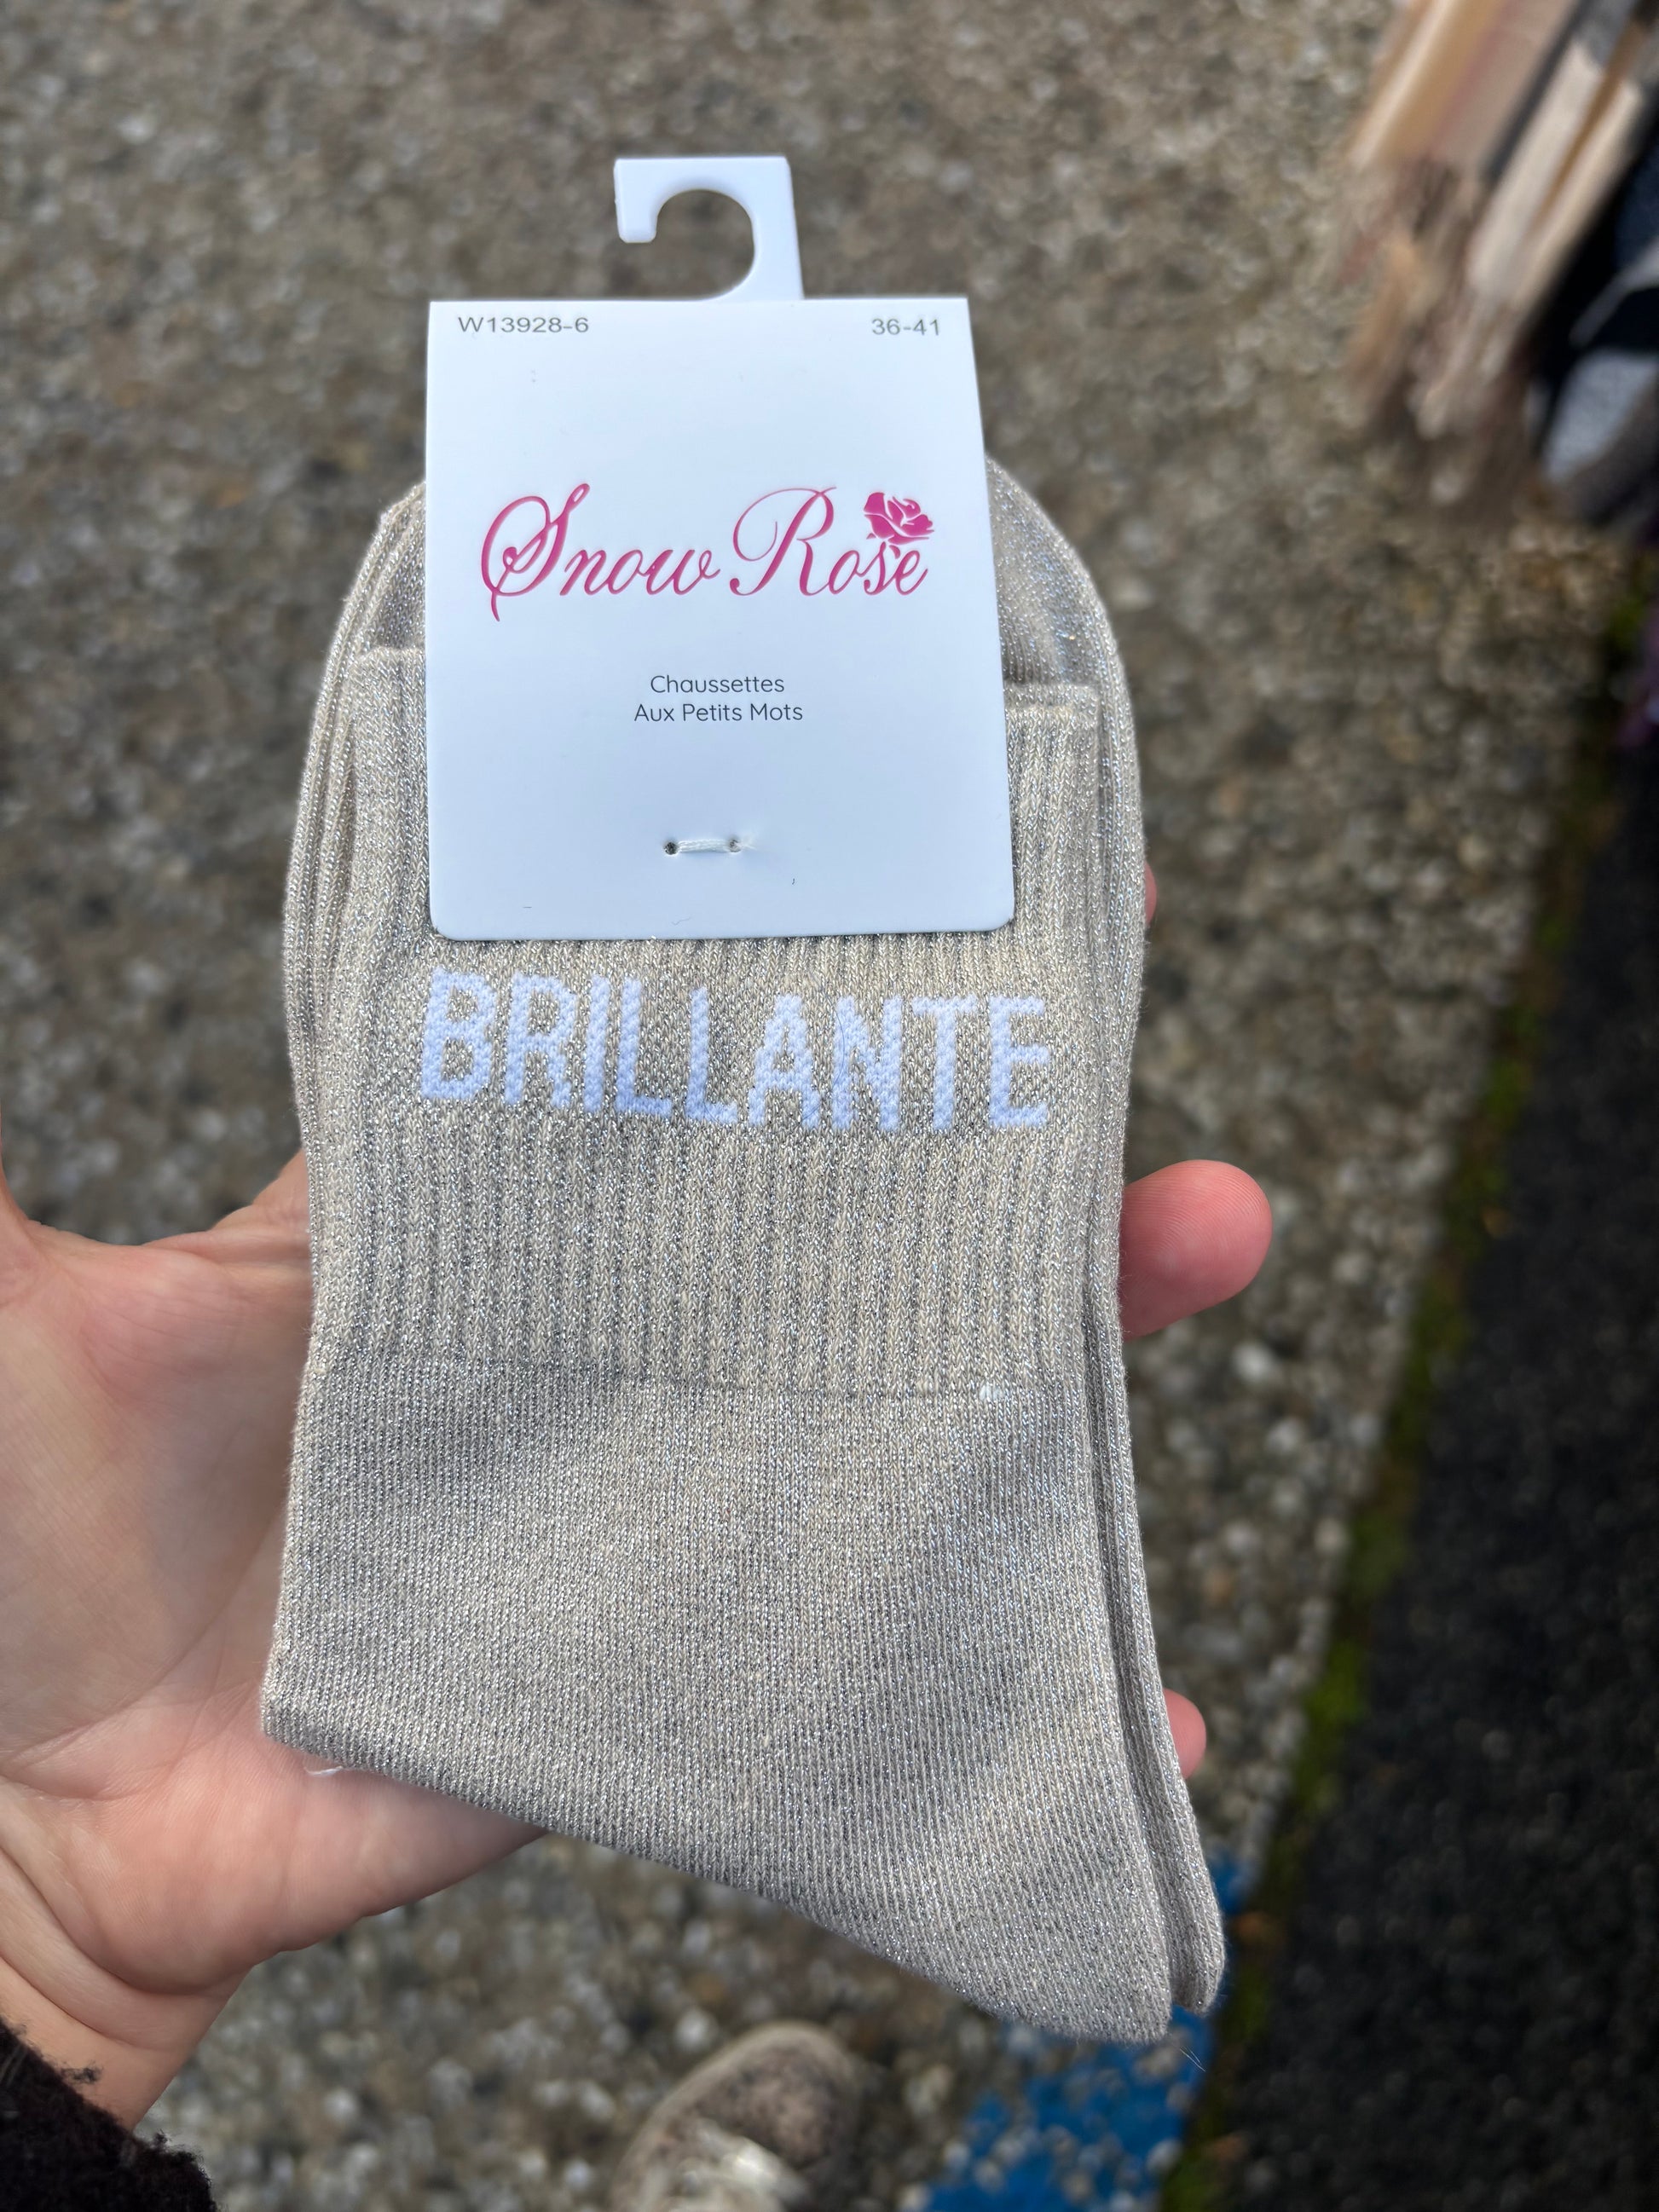 W13928-6 36-41
Snow Rose
Chaussettes
Aux Petits Mots
BRILLANTE